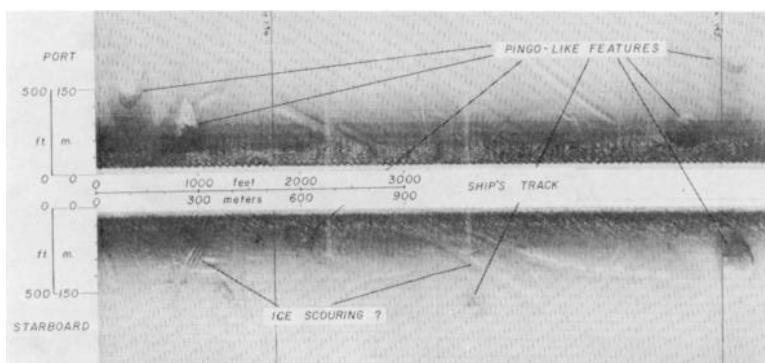 PORT
PINGO-LIKE FEATURES
500 150
ft m.
0 0
0 1000 feet 2000 3000
300 meters 600 900
SHIP'S TRACK
0 0
ft m.
500 150
ICE SCOURING ?
STARBOARD